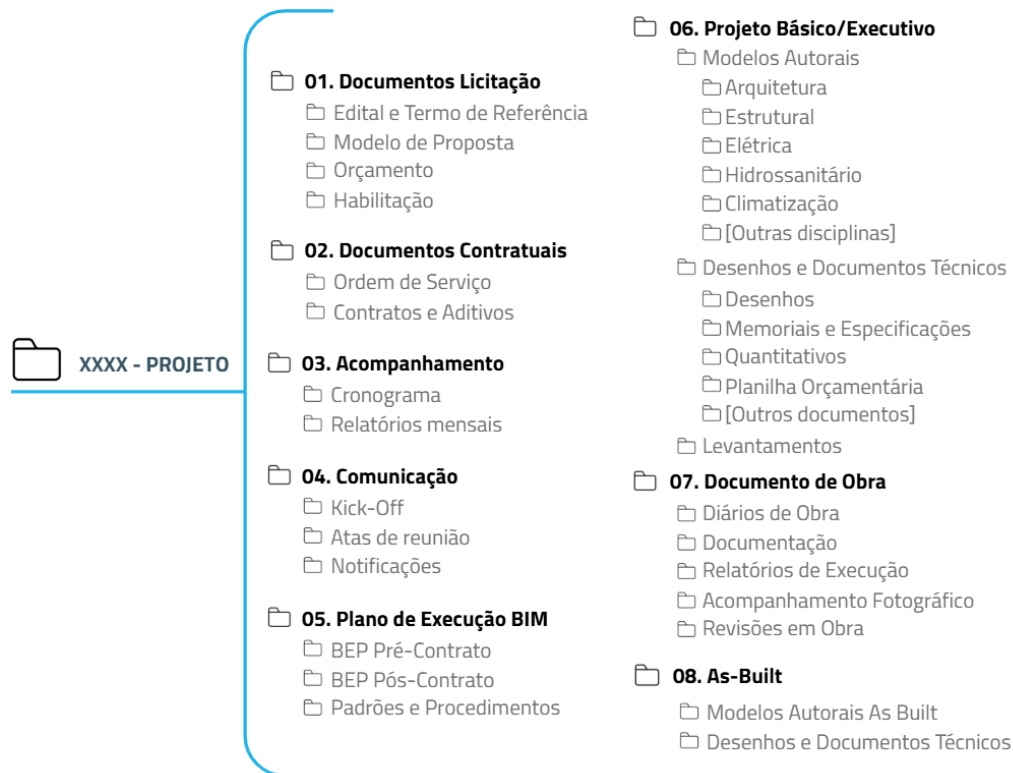 XXXX - PROJETO
01. Documentos Licitação
Edital e Termo de Referência
Modelo de Proposta
Orçamento
Habilitação
02. Documentos Contratuais
Ordem de Serviço
Contratos e Aditivos
03. Acompanhamento
Cronograma
Relatórios mensais
04. Comunicação
Kick-Off
Atas de reunião
Notificações
05. Plano de Execução BIM
BEP Pré-Contrato
BEP Pós-Contrato
Padrões e Procedimentos
06. Projeto Básico/Executivo
Modelos Autorais
Arquitetura
Estrutural
Elétrica
Hidrossanitário
Climatização
[Outras disciplinas]
Desenhos e Documentos Técnicos
Desenhos
Memoriais e Especificações
Quantitativos
Planilha Orçamentária
[Outros documentos]
Levantamentos
07. Documento de Obra
Diários de Obra
Documentação
Relatórios de Execução
Acompanhamento Fotográfico
Revisões em Obra
08. As-Built
Modelos Autorais As Built
Desenhos e Documentos Técnicos